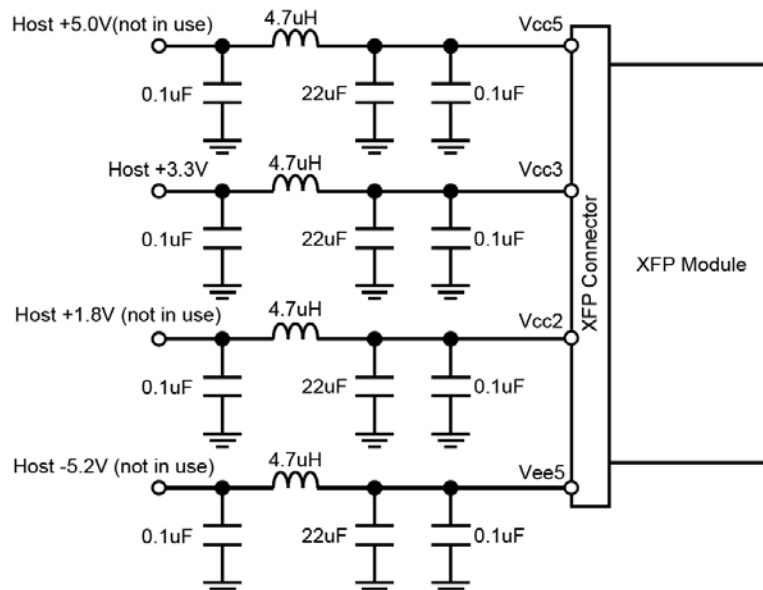 Host +5.0V(not in use)
4.7uH
Vcc5
0.1uF
22uF
0.1uF
Host +3.3V
4.7uH
Vcc3
0.1uF
22uF
0.1uF
XFP Connector
XFP Module
Host +1.8V (not in use)
4.7uH
Vcc2
0.1uF
22uF
0.1uF
Host -5.2V (not in use)
4.7uH
Vee5
0.1uF
22uF
0.1uF